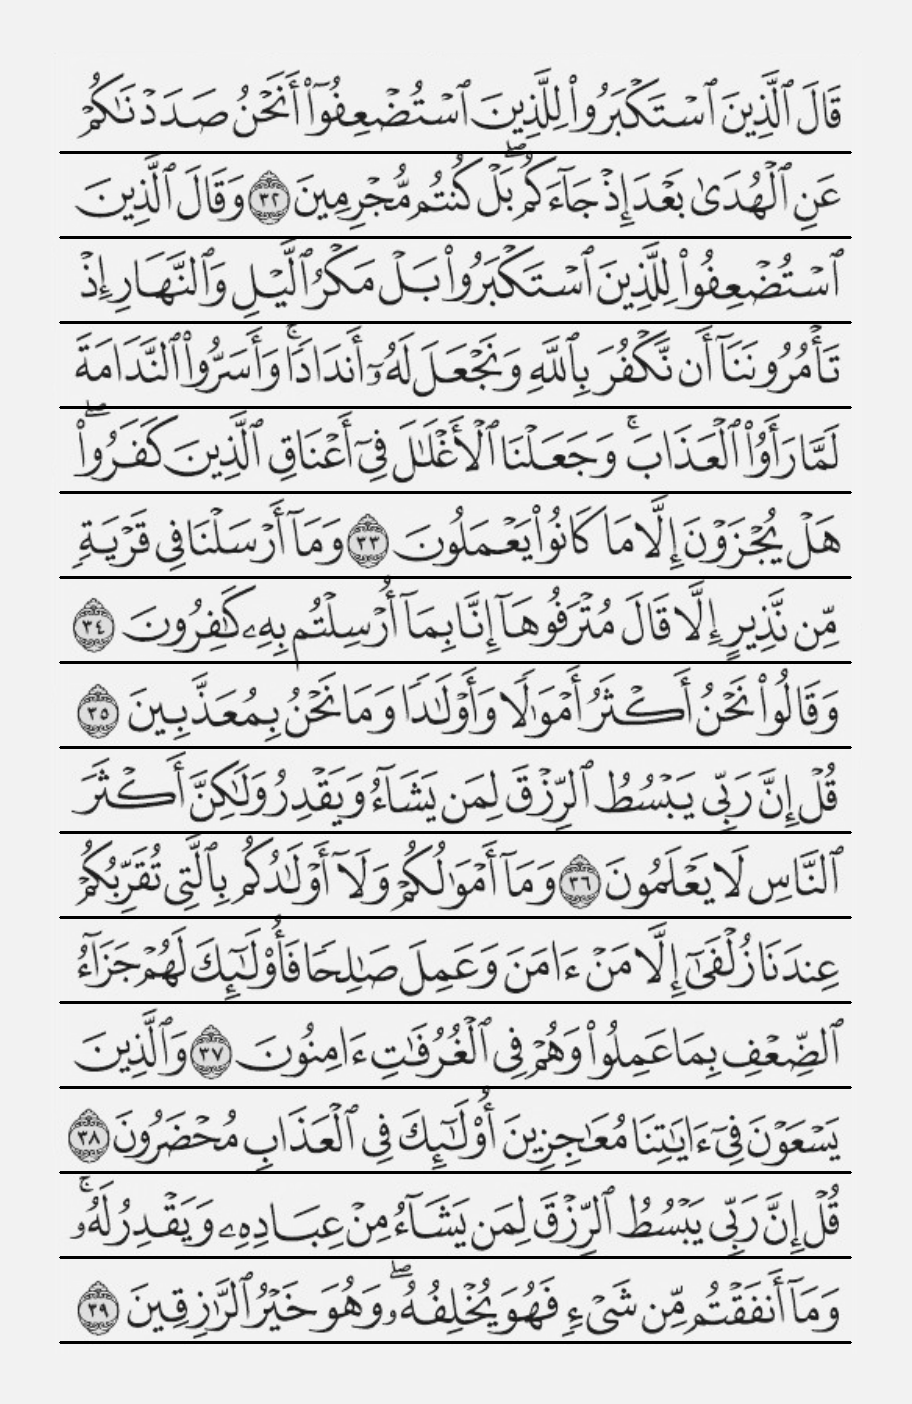 قَالَ ٱلَّذِينَ ٱسۡتَكۡبَرُواْ لِلَّذِينَ ٱسۡتُضۡعِفُوٓاْ أَنَحۡنُ صَدَدۡنَٰكُمۡ
عَنِ ٱلۡهُدَىٰ بَعۡدَ إِذۡ جَآءَكُمۖ بَلۡ كُنتُم مُّجۡرِمِينَ ٣٢ وَقَالَ ٱلَّذِينَ
ٱسۡتُضۡعِفُواْ لِلَّذِينَ ٱسۡتَكۡبَرُواْ بَلۡ مَكۡرُ ٱلَّيۡلِ وَٱلنَّهَارِ إِذۡ
تَأۡمُرُونَنَآ أَن نَّكۡفُرَ بِٱللَّهِ وَنَجۡعَلَ لَهُۥٓ أَندَادٗاۚ وَأَسَرُّواْ ٱلنَّدَامَةَ
لَمَّا رَأَوُاْ ٱلۡعَذَابَۚ وَجَعَلۡنَا ٱلۡأَغۡلَٰلَ فِيٓ أَعۡنَاقِ ٱلَّذِينَ كَفَرُواْۖ
هَلۡ يُجۡزَوۡنَ إِلَّا مَا كَانُواْ يَعۡمَلُونَ ٣٣ وَمَآ أَرۡسَلۡنَا فِي قَرۡيَةٖ
مِّن نَّذِيرٍ إِلَّا قَالَ مُتۡرَفُوهَآ إِنَّا بِمَآ أُرۡسِلۡتُم بِهِۦ كَٰفِرُونَ ٣٤
وَقَالُواْ نَحۡنُ أَكۡثَرُ أَمۡوَٰلٗا وَأَوۡلَٰدٗا وَمَا نَحۡنُ بِمُعَذَّبِينَ ٣٥
قُلۡ إِنَّ رَبِّي يَبۡسُطُ ٱلرِّزۡقَ لِمَن يَشَآءُ وَيَقۡدِرُ وَلَٰكِنَّ أَكۡثَرَ
ٱلنَّاسِ لَا يَعۡلَمُونَ ٣٦ وَمَآ أَمۡوَٰلُكُمۡ وَلَآ أَوۡلَٰدُكُم بِٱلَّتِي تُقَرِّبُكُمۡ
عِندَنَا زُلۡفَىٰٓ إِلَّا مَنۡ ءَامَنَ وَعَمِلَ صَٰلِحٗا فَأُوْلَٰٓئِكَ لَهُمۡ جَزَآءُ
ٱلضِّعۡفِ بِمَا عَمِلُواْ وَهُمۡ فِي ٱلۡغُرُفَٰتِ ءَامِنُونَ ٣٧ وَٱلَّذِينَ
يَسۡعَوۡنَ فِيٓ ءَايَٰتِنَا مُعَٰجِزِينَ أُوْلَٰٓئِكَ فِي ٱلۡعَذَابِ مُحۡضَرُونَ ٣٨
قُلۡ إِنَّ رَبِّي يَبۡسُطُ ٱلرِّزۡقَ لِمَن يَشَآءُ مِنۡ عِبَادِهِۦ وَيَقۡدِرُ لَهُۥۚ
وَمَآ أَنفَقۡتُم مِّن شَيۡءٖ فَهُوَ يُخۡلِفُهُۥۖ وَهُوَ خَيۡرُ ٱلرَّٰزِقِينَ ٣٩